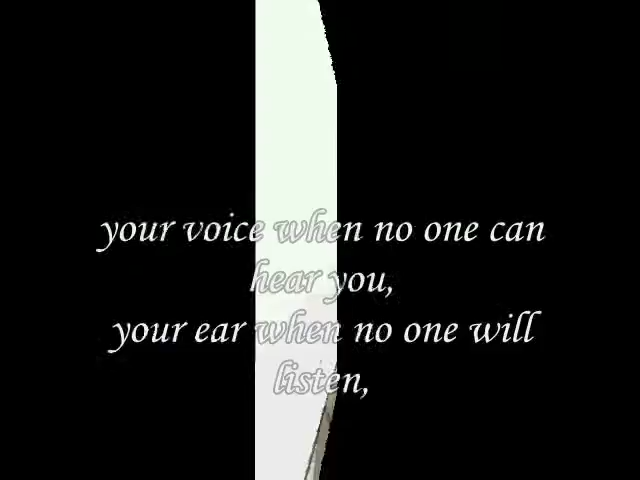 your voice when no one can
hear you,
your ear when no one will
listen,